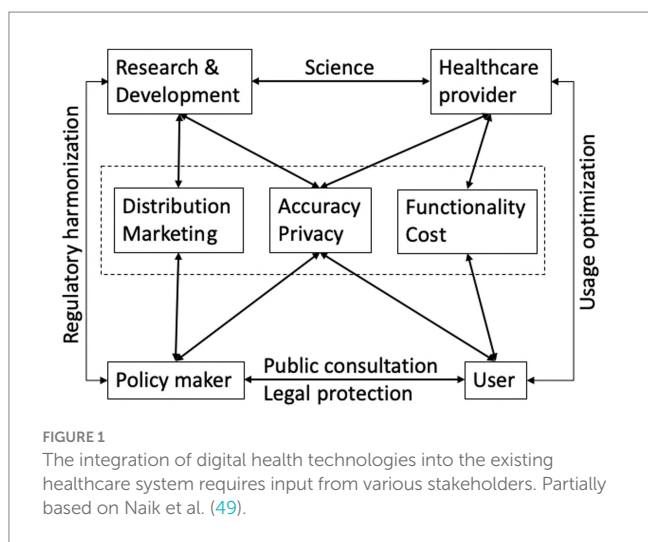 Research &
Development
Science
Healthcare
provider
Regulatory harmonization
Usage optimization
Distribution
Marketing
Accuracy
Privacy
Functionality
Cost
Policy maker
Public consultation
Legal protection
User
FIGURE 1
The integration of digital health technologies into the existing
healthcare system requires input from various stakeholders. Partially
based on Naik et al. (49).